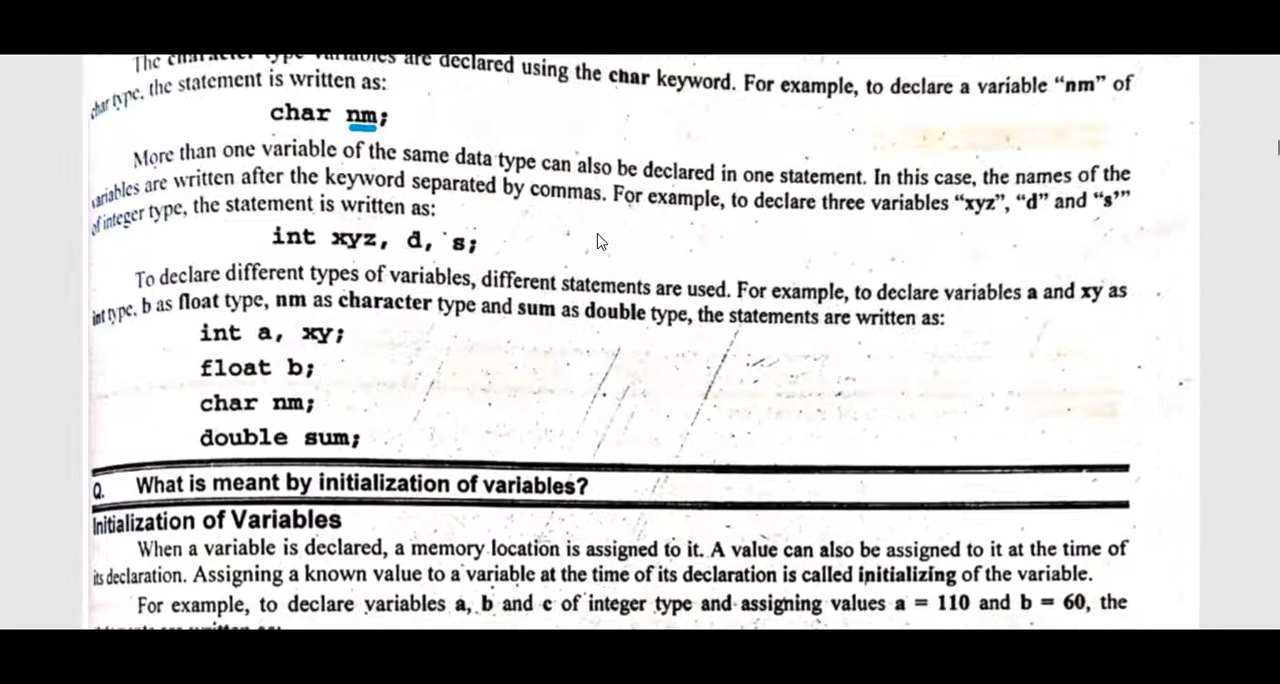 The character type variables are declared using the char keyword. For example, to declare a variable “nm” of
char type, the statement is written as:
char nm;
More than one variable of the same data type can also be declared in one statement. In this case, the names of the
variables are written after the keyword separated by commas. For example, to declare three variables “xyz”, “d” and “s’”
of integer type, the statement is written as:
int xyz, d, s;
To declare different types of variables, different statements are used. For example, to declare variables a and xy as
int type, b as float type, nm as character type and sum as double type, the statements are written as:
int a, xy;
float b;
char nm;
double sum;
Q. What is meant by initialization of variables?
Initialization of Variables
When a variable is declared, a memory location is assigned to it. A value can also be assigned to it at the time of
its declaration. Assigning a known value to a variable at the time of its declaration is called initializing of the variable.
For example, to declare variables a, b and c of integer type and assigning values a = 110 and b = 60, the